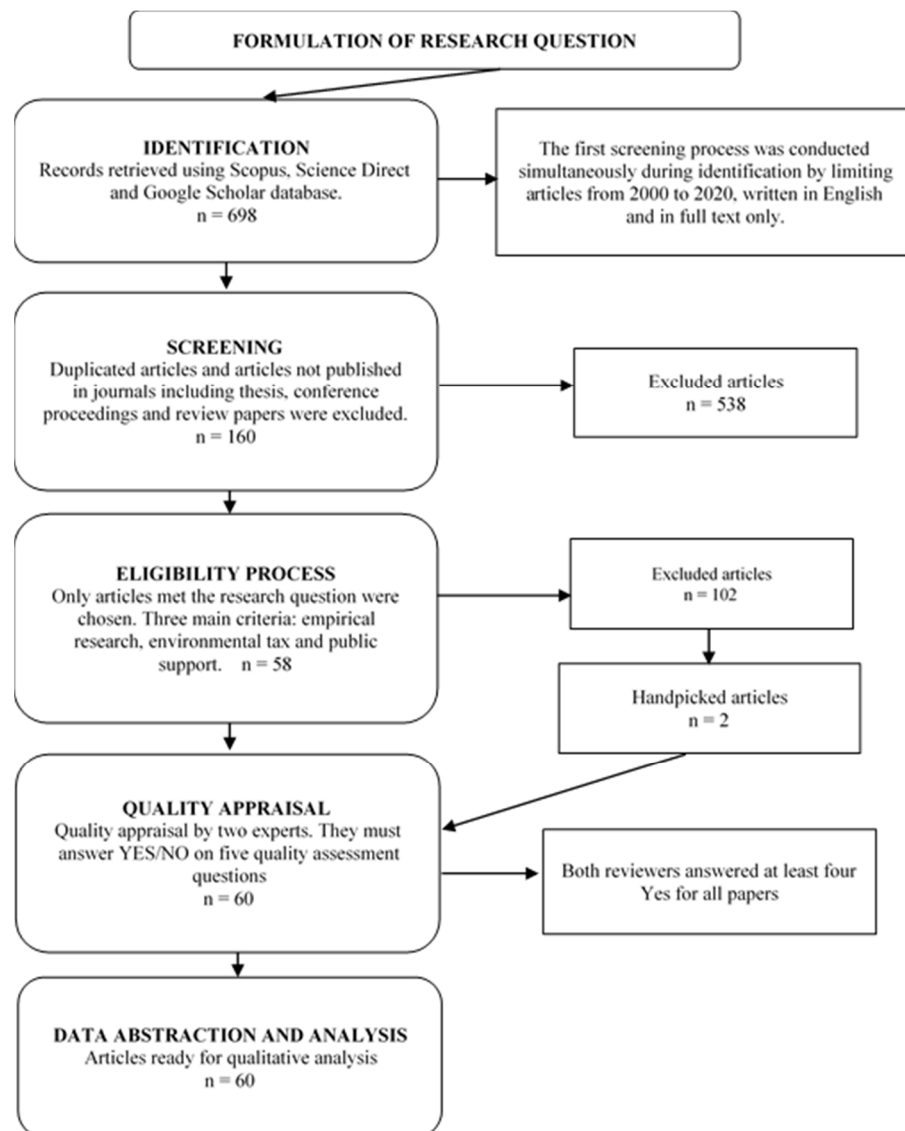 FORMULATION OF RESEARCH QUESTION
IDENTIFICATION
Records retrieved using Scopus, Science Direct
and Google Scholar database.
n = 698
The first screening process was conducted
simultaneously during identification by limiting
articles from 2000 to 2020, written in English
and in full text only.
SCREENING
Duplicated articles and articles not published
in journals including thesis, conference
proceedings and review papers were excluded.
n = 160
Excluded articles
n = 538
ELIGIBILITY PROCESS
Only articles met the research question were
chosen. Three main criteria: empirical
research, environmental tax and public
support. n = 58
Excluded articles
n = 102
Handpicked articles
n = 2
QUALITY APPRAISAL
Quality appraisal by two experts. They must
answer YES/NO on five quality assessment
questions
n = 60
Both reviewers answered at least four
Yes for all papers
DATA ABSTRACTION AND ANALYSIS
Articles ready for qualitative analysis
n = 60